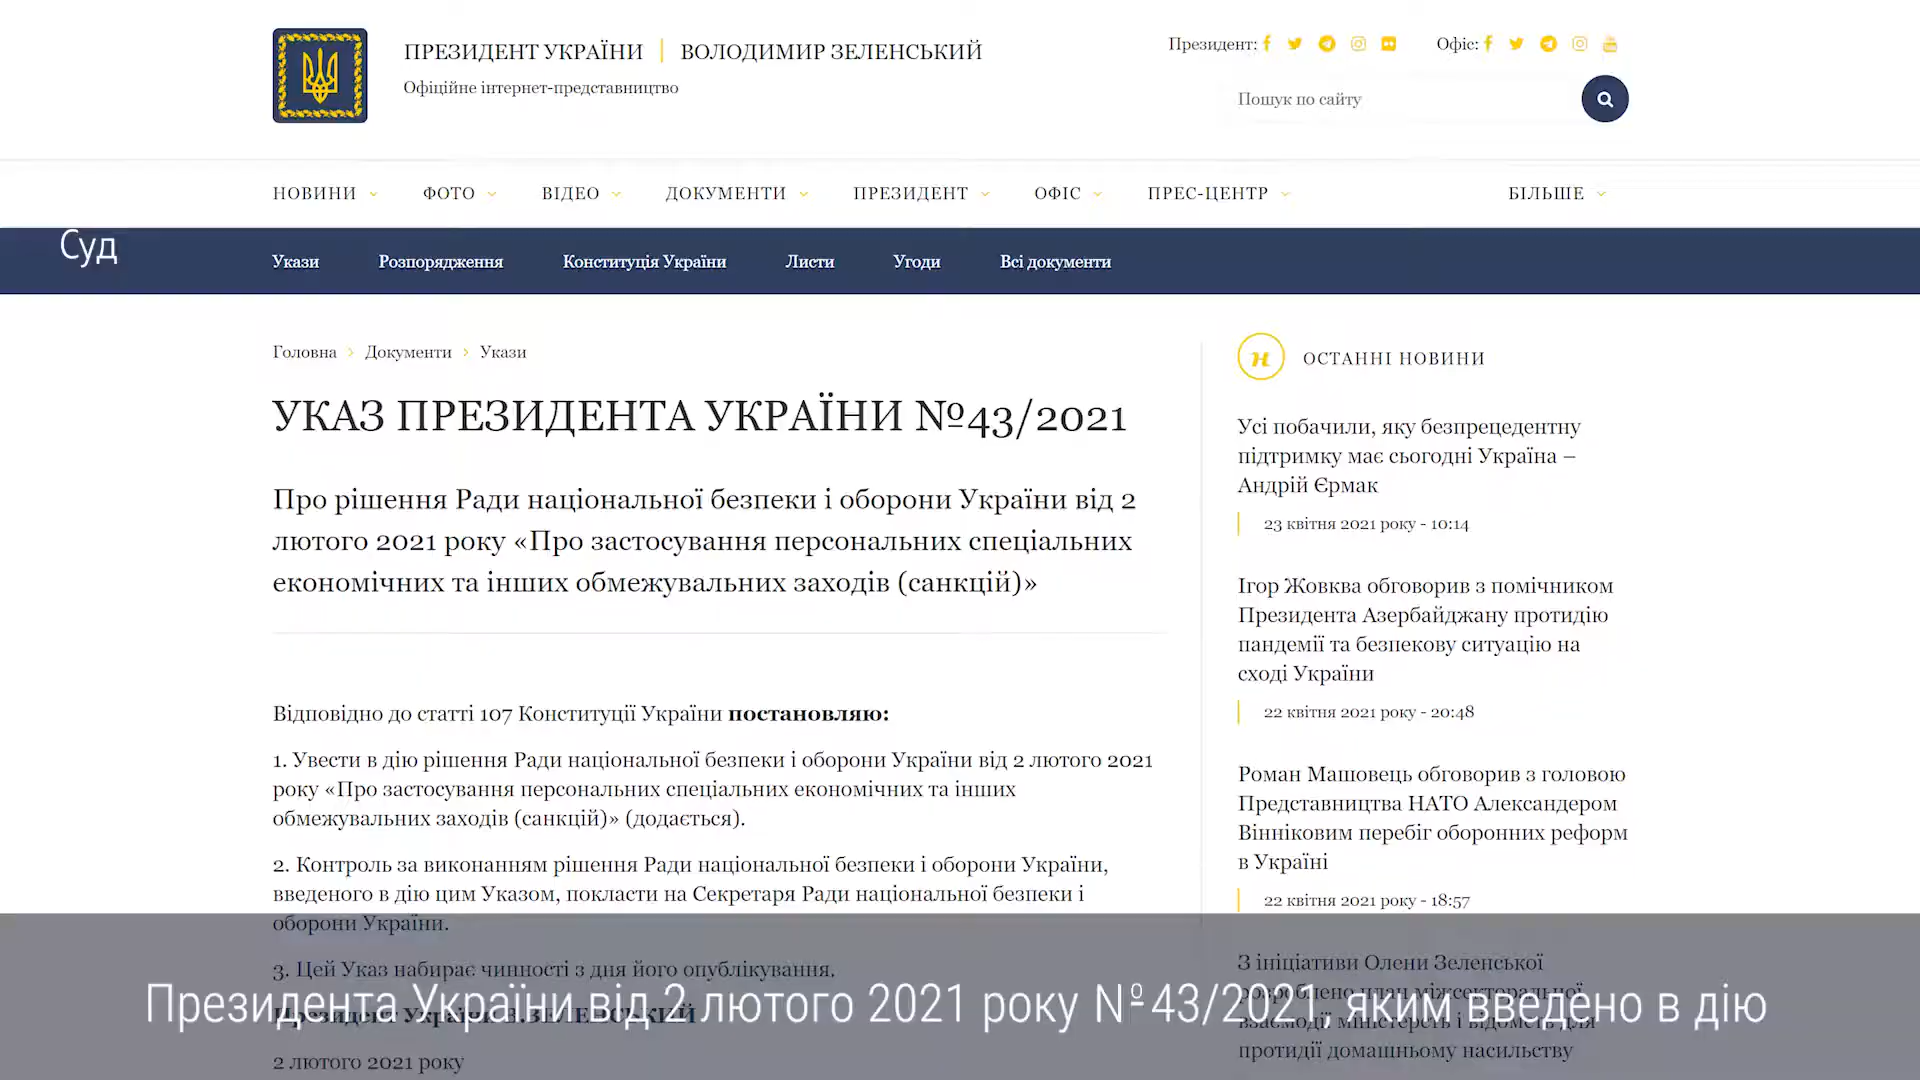 ПРЕЗИДЕНТ УКРАЇНИ | ВОЛОДИМИР ЗЕЛЕНСЬКИЙ
Офіційне інтернет-представництво
Президент:
Офіс:
Пошук по сайту
НОВИНИ ФОТО ВІДЕО ДОКУМЕНТИ ПРЕЗИДЕНТ ОФІС ПРЕС-ЦЕНТР БІЛЬШЕ
Суд
Укази Розпорядження Конституція України Листи Угоди Всі документи
Головна > Документи > Укази
УКАЗ ПРЕЗИДЕНТА УКРАЇНИ №43/2021
Про рішення Ради національної безпеки і оборони України від 2
лютого 2021 року «Про застосування персональних спеціальних
економічних та інших обмежувальних заходів (санкцій)»
Відповідно до статті 107 Конституції України постановляю:
1. Увести в дію рішення Ради національної безпеки і оборони України від 2 лютого 2021
року «Про застосування персональних спеціальних економічних та інших
обмежувальних заходів (санкцій)» (додається).
2. Контроль за виконанням рішення Ради національної безпеки і оборони України,
введеного в дію цим Указом, покласти на Секретаря Ради національної безпеки і
оборони України.
3. Цей Указ набирає чинності з дня його опублікування.
Президент України В.ЗЕЛЕНСЬКИЙ
2 лютого 2021 року
н ОСТАННІ НОВИНИ
Усі побачили, яку безпрецедентну
підтримку має сьогодні Україна –
Андрій Єрмак
23 квітня 2021 року - 10:14
Ігор Жовква обговорив з помічником
Президента Азербайджану протидію
пандемії та безпекову ситуацію на
сході України
22 квітня 2021 року - 20:48
Роман Машовець обговорив з головою
Представництва НАТО Александером
Вінніковим перебіг оборонних реформ
в Україні
22 квітня 2021 року - 18:57
З ініціативи Олени Зеленської
розроблено план міжсекторальної
взаємодії міністерств і відомств для
протидії домашньому насильству
Президента України від 2 лютого 2021 року №43/2021, яким введено в дію